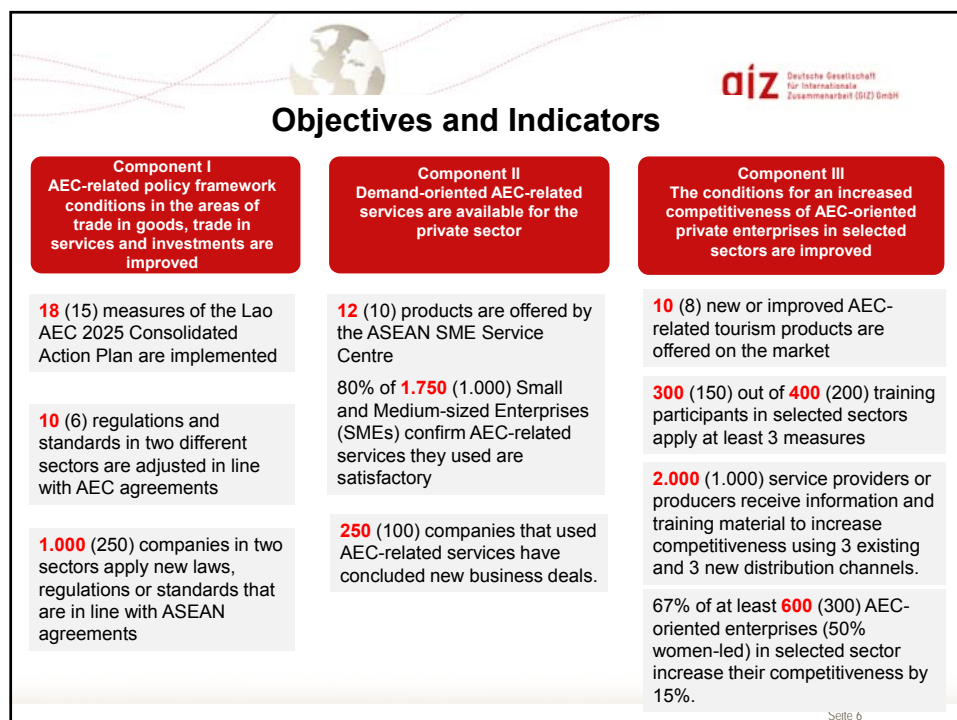 giz Deutsche Gesellschaft
für Internationale
Zusammenarbeit (GIZ) GmbH
Objectives and Indicators
Component I
AEC-related policy framework
conditions in the areas of
trade in goods, trade in
services and investments are
improved
18 (15) measures of the Lao
AEC 2025 Consolidated
Action Plan are implemented
10 (6) regulations and
standards in two different
sectors are adjusted in line
with AEC agreements
1.000 (250) companies in two
sectors apply new laws,
regulations or standards that
are in line with ASEAN
agreements
Component II
Demand-oriented AEC-related
services are available for the
private sector
12 (10) products are offered by
the ASEAN SME Service
Centre
80% of 1.750 (1.000) Small
and Medium-sized Enterprises
(SMEs) confirm AEC-related
services they used are
satisfactory
250 (100) companies that used
AEC-related services have
concluded new business deals.
Component III
The conditions for an increased
competitiveness of AEC-oriented
private enterprises in selected
sectors are improved
10 (8) new or improved AEC-
related tourism products are
offered on the market
300 (150) out of 400 (200) training
participants in selected sectors
apply at least 3 measures
2.000 (1.000) service providers or
producers receive information and
training material to increase
competitiveness using 3 existing
and 3 new distribution channels.
67% of at least 600 (300) AEC-
oriented enterprises (50%
women-led) in selected sector
increase their competitiveness by
15%.
Seite 6